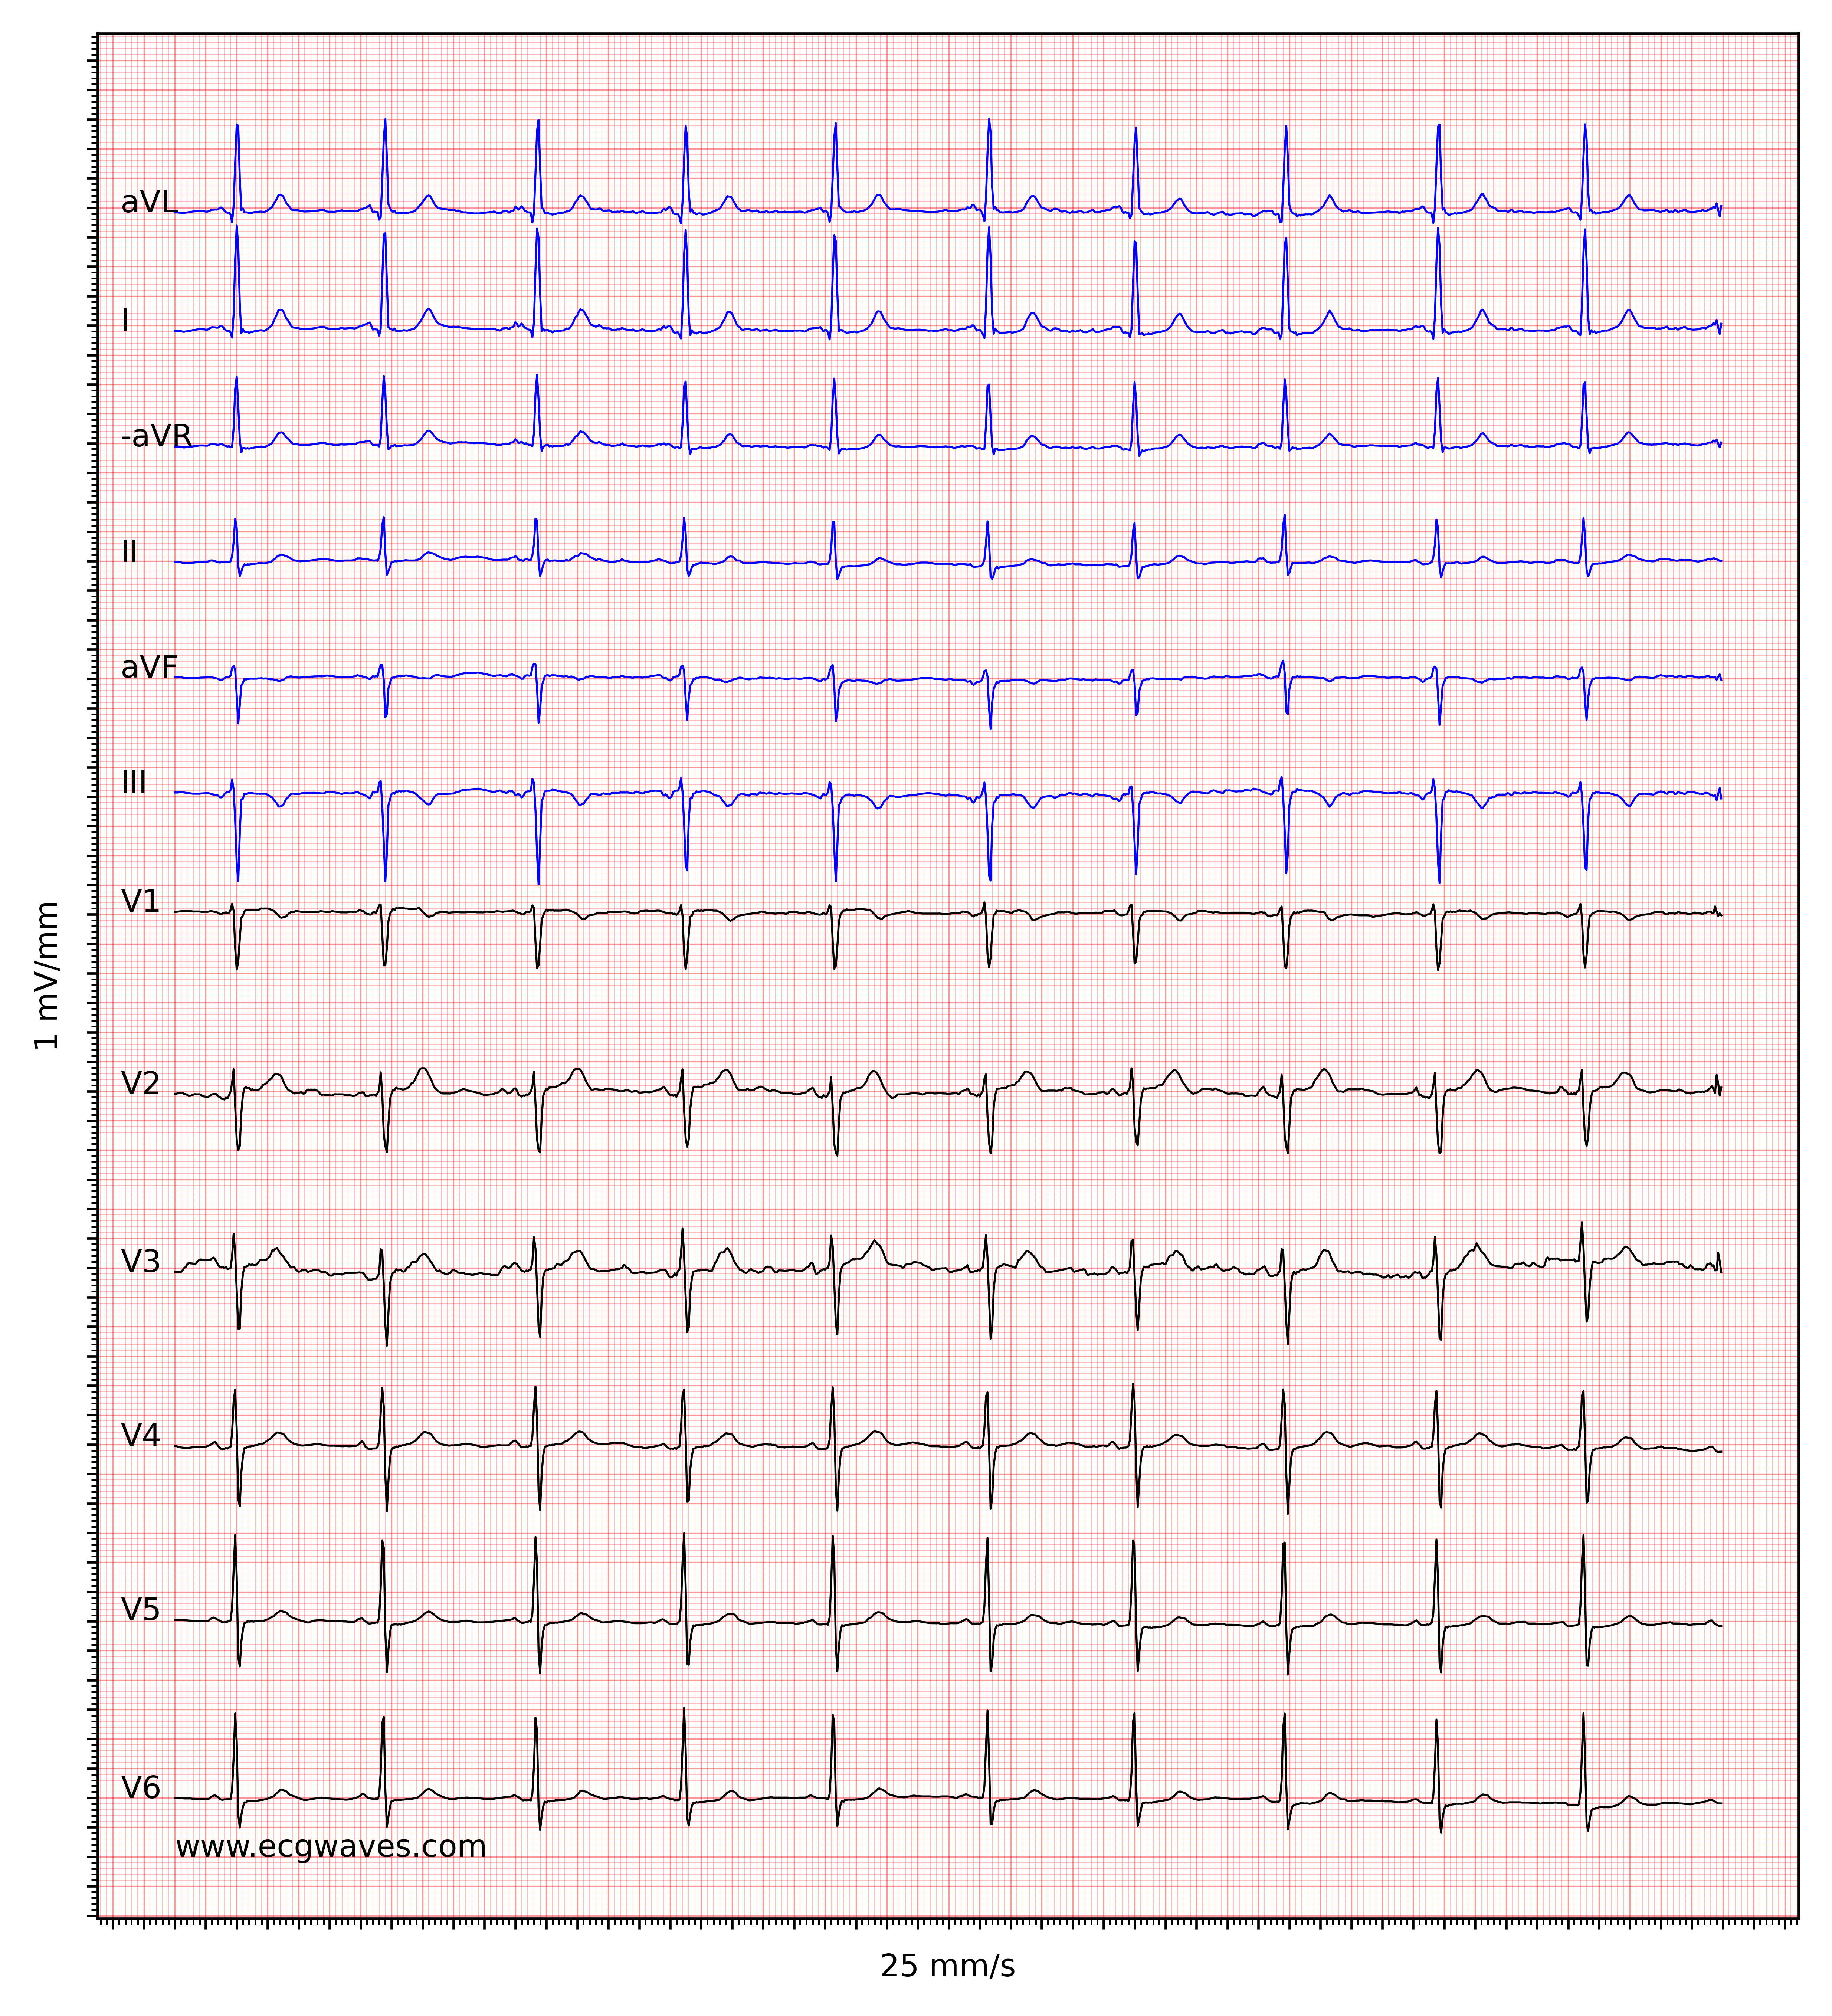 aVL
I
-aVR
II
aVF
III
V1
V2
V3
V4
V5
V6
www.ecgwaves.com
1 mV/mm
25 mm/s